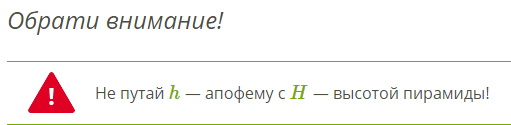 Обрати внимание!
! Не путай h — апофему с H — высотой пирамиды!